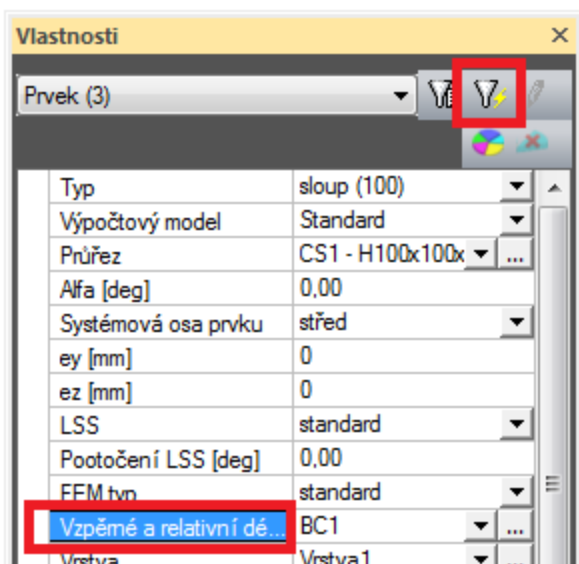 Vlastnosti
Prvek (3)
Typ sloup (100)
Výpočtový model Standard
Průřez CS1 - H100x100x ...
Alfa [deg] 0,00
Systémová osa prvku střed
ey [mm] 0
ez [mm] 0
LSS standard
Pootočení LSS [deg] 0,00
FEM typ standard
Vzpěrné a relativní dé... BC1 ...
Vrstva Vrstva1 ...